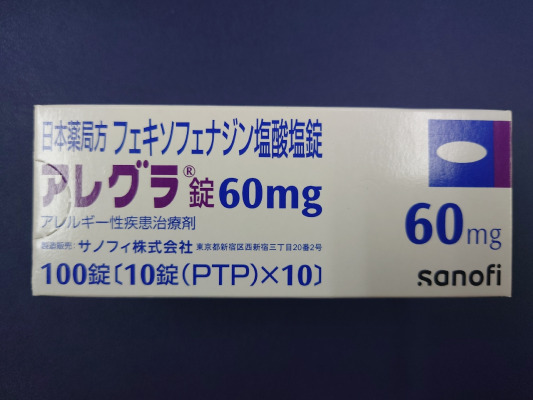 日本薬局方 フェキソフェナジン塩酸塩錠
アレグラ®錠60mg
アレルギー性疾患治療剤
製造販売: サノフィ株式会社 東京都新宿区西新宿三丁目20番2号
100錠〔10錠(PTP)×10〕
60mg
sanofi